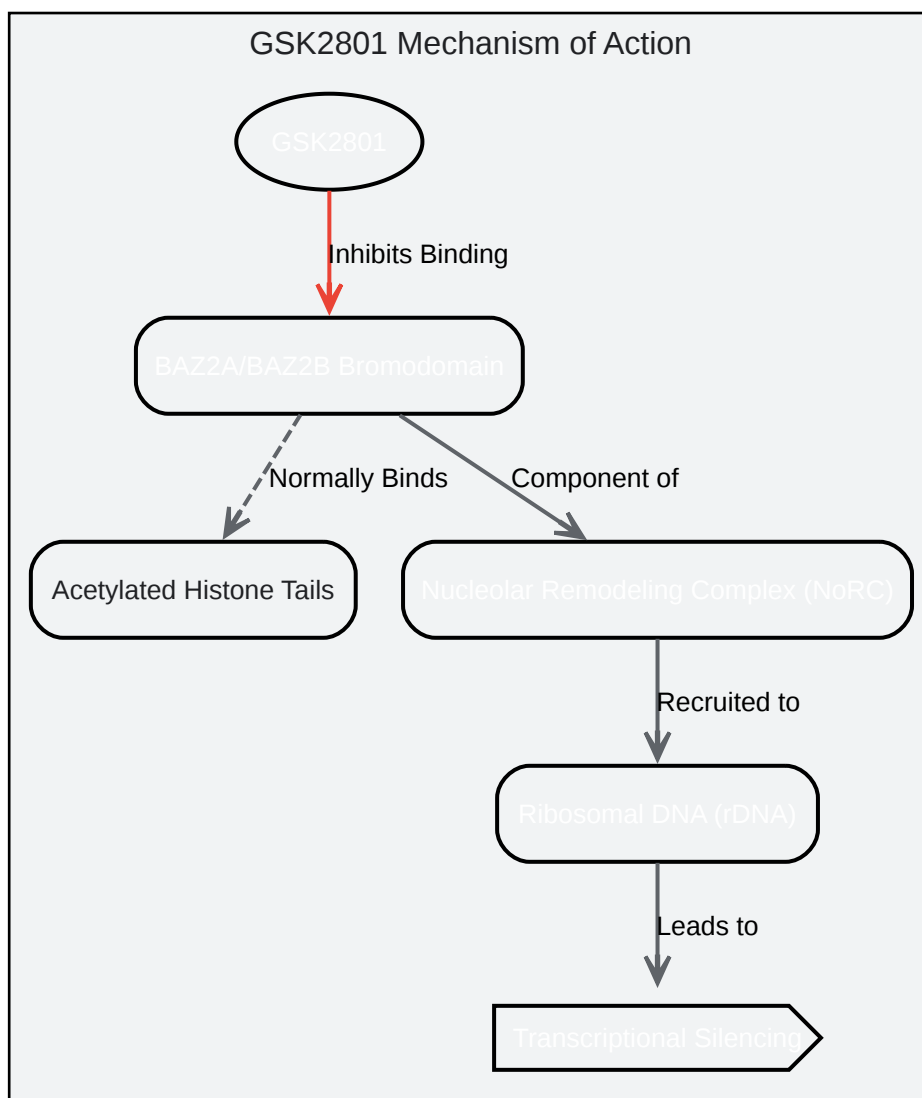 GSK2801 Mechanism of Action
GSK2801
Inhibits Binding
BAZ2A/BAZ2B Bromodomain
Normally Binds
Component of
Acetylated Histone Tails
Nucleolar Remodeling Complex (NoRC)
Recruited to
Ribosomal DNA (rDNA)
Leads to
Transcriptional Silencing